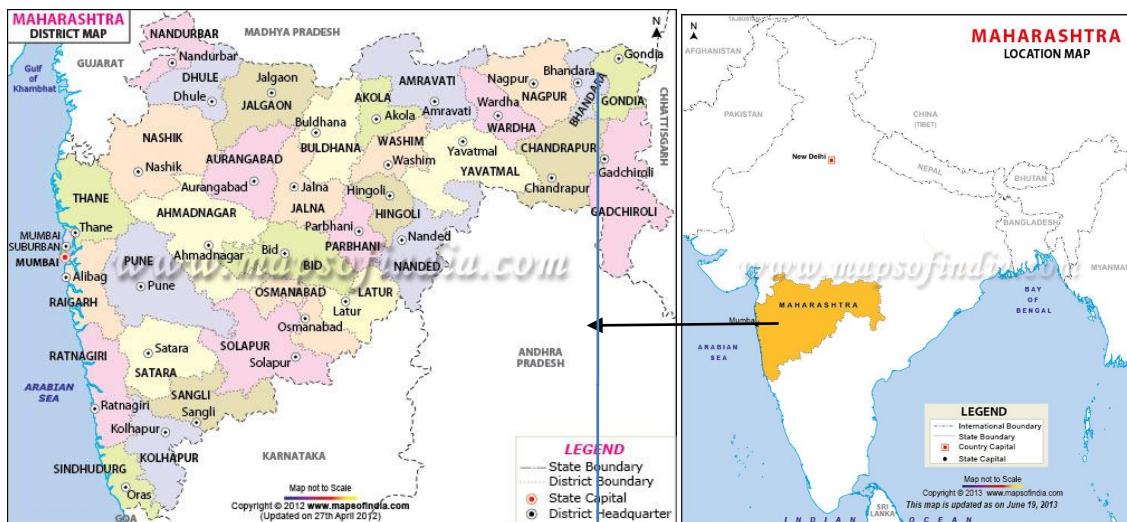 MAHARASHTRA
DISTRICT MAP
MADHYA PRADESH
N
GUJARAT
Gulf
of
Khambhat
NANDURBAR
Nandurbar
DHULE
Dhule
Jalgaon
JALGAON
Buldhana
BULDHANA
AKOLA
Akola
AMRAVATI
Amravati
Wardha
WARDHA
Nagpur
NAGPUR
Bhandara
BHANDARA
Gondia
GONDIA
CHHATTISGARH
NASHIK
Nashik
AURANGABAD
Aurangabad
Jalna
JALNA
WASHIM
Washim
Hingoli
HINGOLI
Yavatmal
YAVATMAL
CHANDRAPUR
Chandrapur
Gadchiroli
GADCHIROLI
THANE
Thane
MUMBAI
SUBURBAN
MUMBAI
AHMADNAGAR
Ahmadnagar
Parbhani
PARBHANI
Nanded
NANDED
PUNE
Pune
Bid
BID
Alibag
RAIGARH
www.mapsofindia.com
OSMANABAD
Osmanabad
LATUR
Latur
RATNAGIRI
Satara
SATARA
SOLAPUR
Solapur
ANDHRA
PRADESH
ARABIAN
SEA
Ratnagiri
SANGLI
Sangli
Kolhapur
KOLHAPUR
SINDHUDURG
Oras
GOA
KARNATAKA
Map not to Scale
Copyright © 2012 www.mapsofindia.com
(Updated on 27th April 2012)
LEGEND
State Boundary
District Boundary
State Capital
District Headquarter
N
MAHARASHTRA
LOCATION MAP
TAJIKISTAN
AFGHANISTAN
PAKISTAN
CHINA
(TIBET)
New Delhi
NEPAL
BHUTAN
BANGLADESH
MYANMAR
www.mapsofindia.com
MAHARASHTRA
Mumbai
ARABIAN
SEA
BAY
OF
BENGAL
LEGEND
International Boundary
State Boundary
Country Capital
State Capital
Map not to Scale
Copyright © 2013 www.mapsofindia.com
This map is updated as on June 19, 2013
SRI
LANKA
INDIAN OCEAN